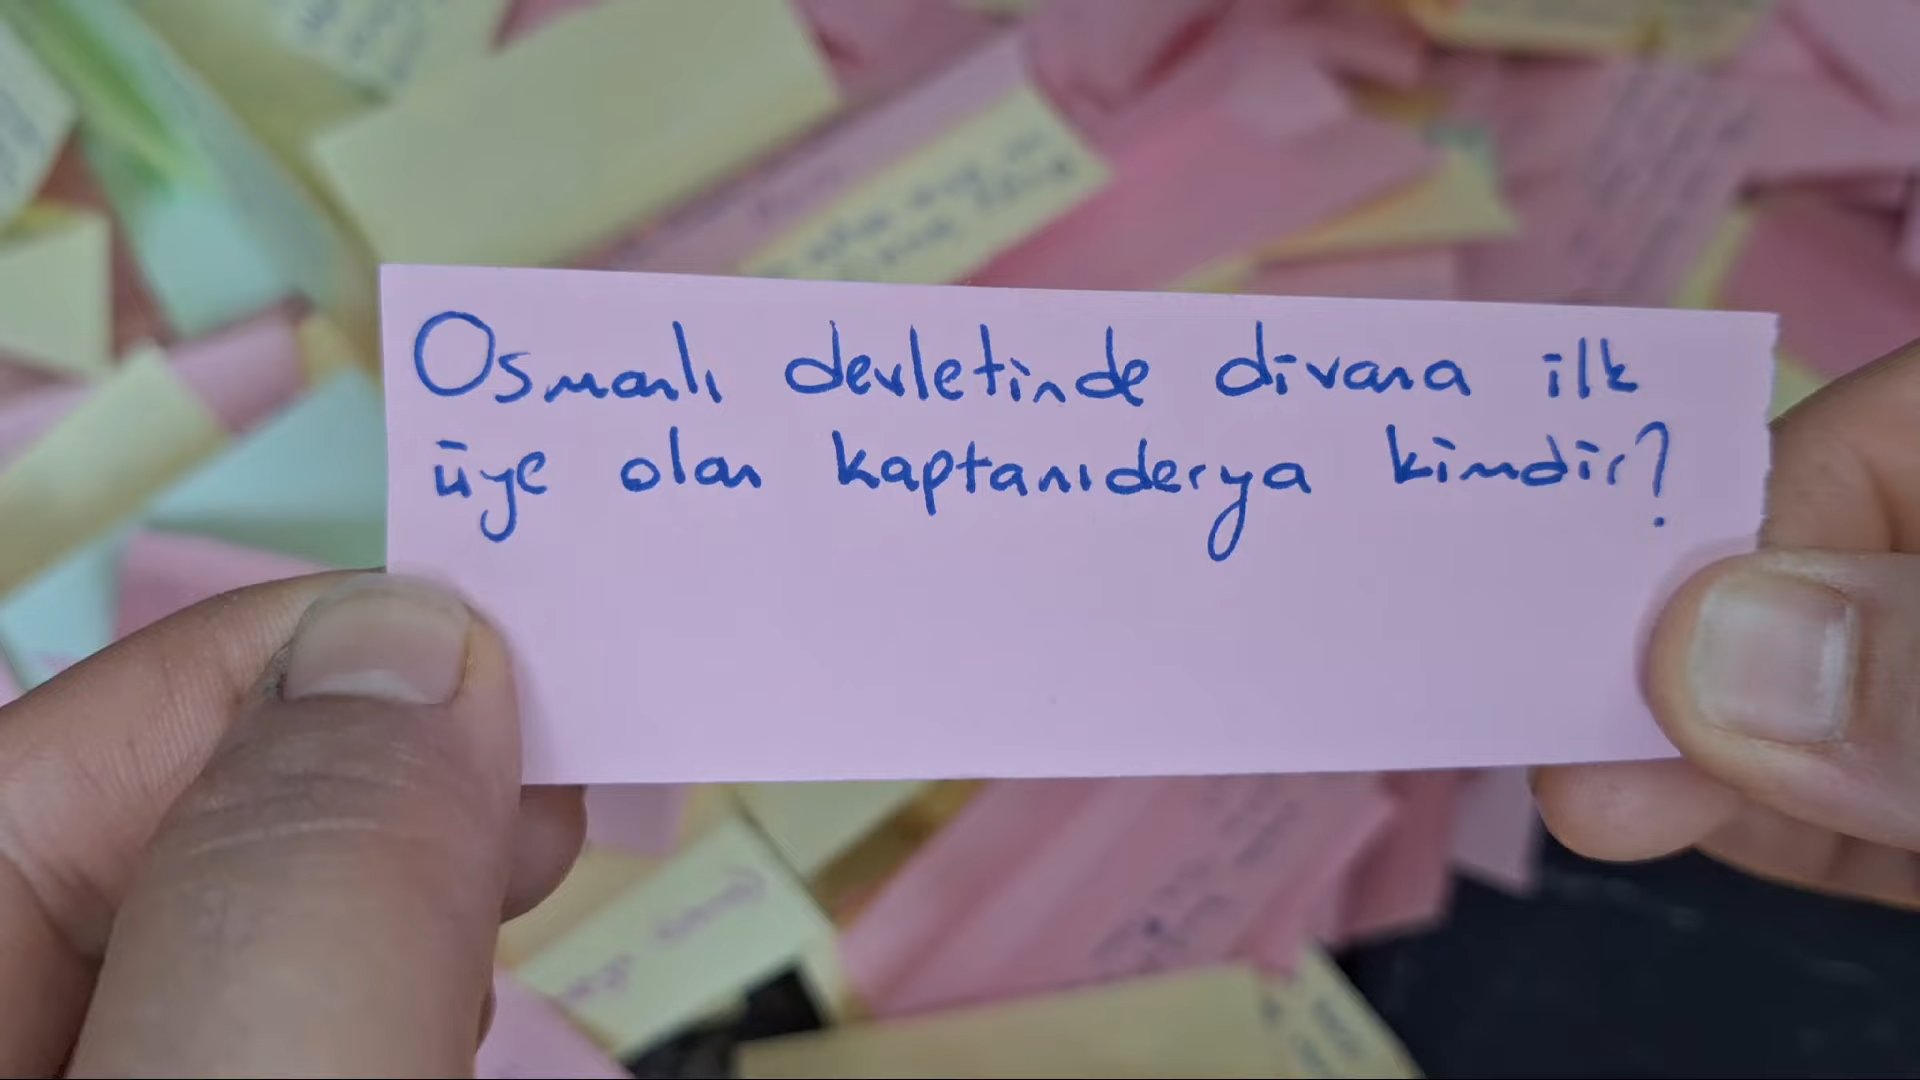 Osmanlı devletinde divana ilk
üye olan kaptanıderya kimdir?